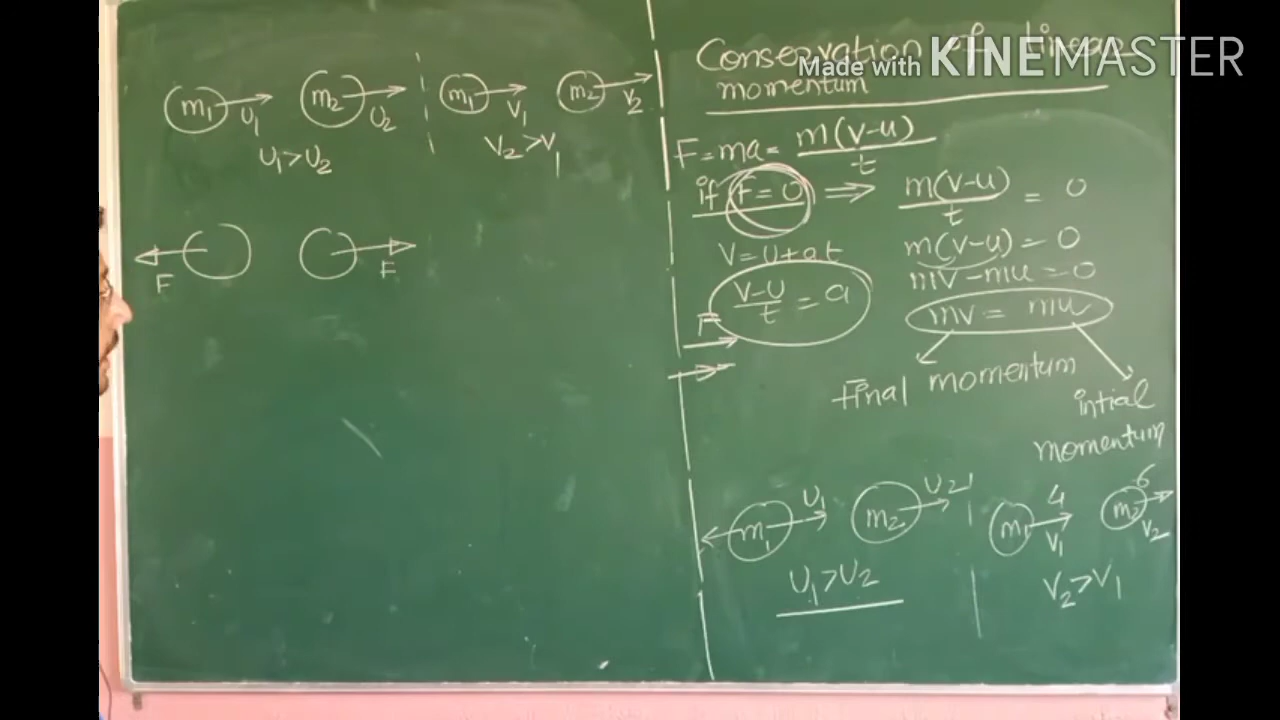 m₁ U₁ m₂ U₂ m₁ V₁ m₂ V₂
U₁ > U₂ V₂ > V₁
F F
Made with KINEMASTER
Conservation of linear
momentum
F = ma = m(v-u)/t
if F = 0 ⇒ m(v-u)/t = 0
V = U + at m(v-u) = 0
V-U/t = a mv - mu = 0
F mv = mu
Final momentum
intial
momentum
m₁ U₁ m₂ U₂ m₁ 4 V₁ m₂ 6 V₂
U₁ > U₂ V₂ > V₁